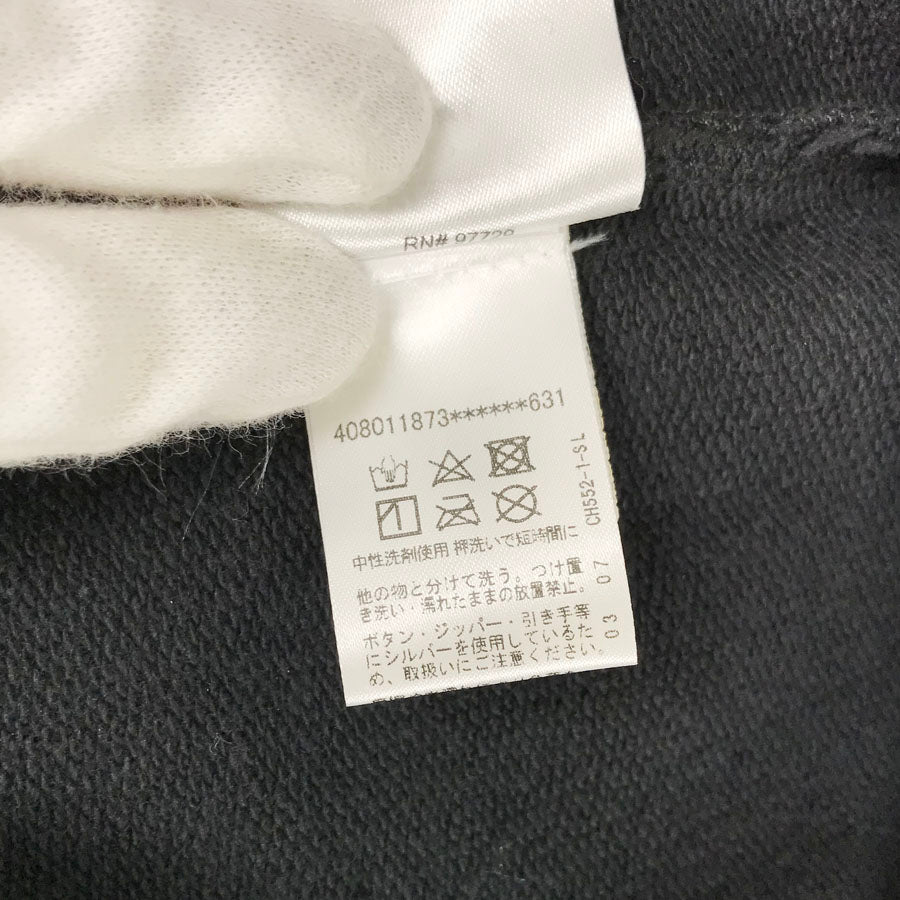 RN# 97728
408011873******631
中性洗剤使用 押洗いで短時間に
他の物と分けて洗う。つけ置
き洗い・濡れたままの放置禁止。
ボタン・ジッパー・引き手等
にシルバーを使用しているた
め、取扱いにご注意ください。
CH552-1-SL
03 07